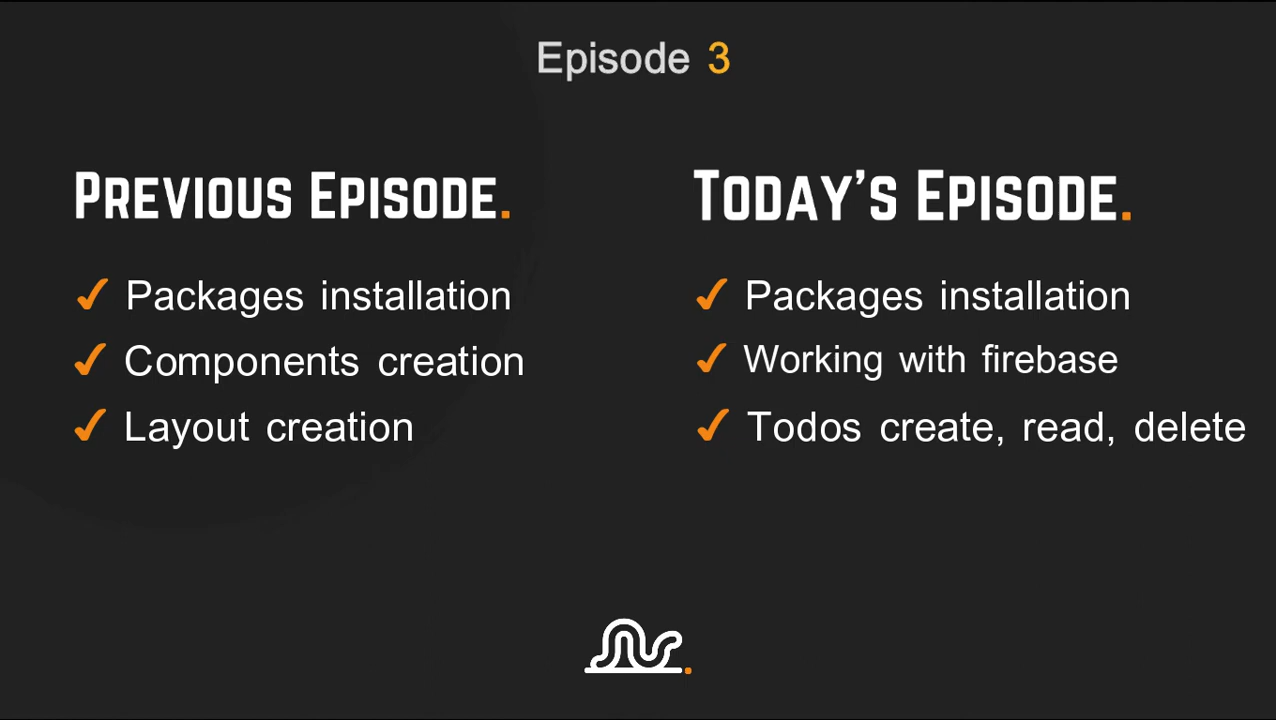 Episode 3
PREVIOUS EPISODE.
✓ Packages installation
✓ Components creation
✓ Layout creation
TODAY'S EPISODE.
✓ Packages installation
✓ Working with firebase
✓ Todos create, read, delete